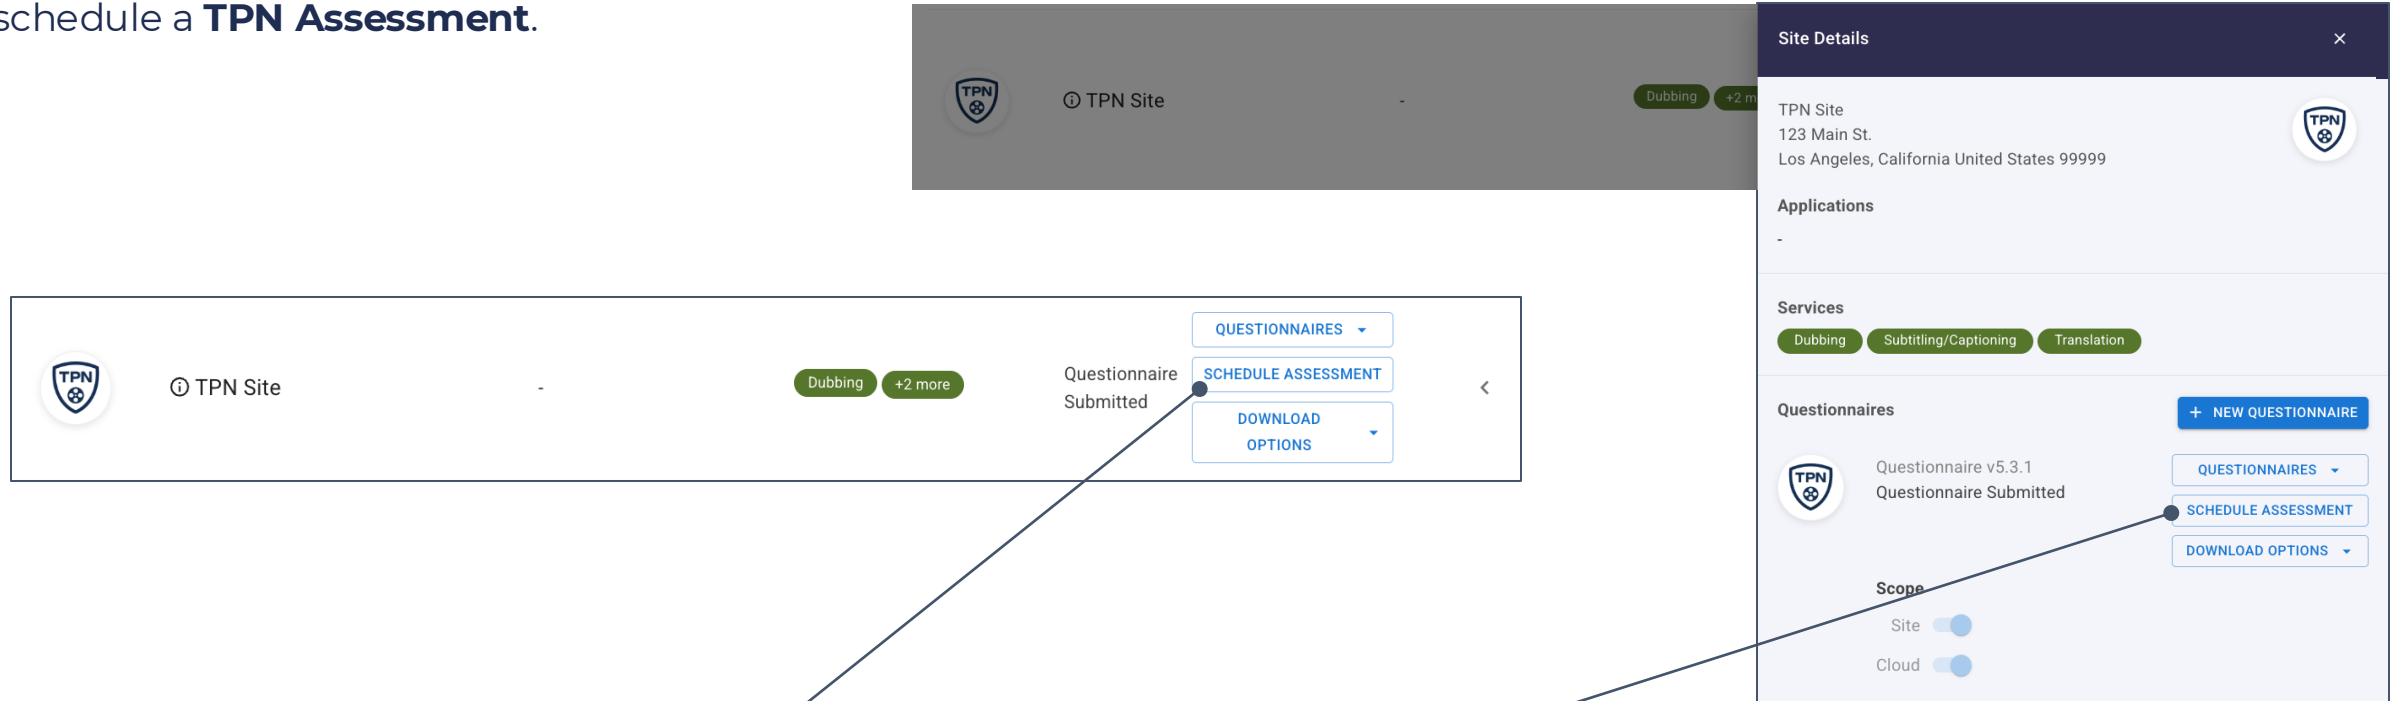 schedule a TPN Assessment.
TPN
TPN Site
-
Dubbing
+2 m
TPN
TPN Site
-
Dubbing
+2 more
Questionnaire
Submitted
QUESTIONNAIRES
SCHEDULE ASSESSMENT
DOWNLOAD
OPTIONS
Site Details
TPN Site
123 Main St.
Los Angeles, California United States 99999
TPN
Applications
-
Services
Dubbing
Subtitling/Captioning
Translation
Questionnaires
+ NEW QUESTIONNAIRE
TPN
Questionnaire v5.3.1
Questionnaire Submitted
QUESTIONNAIRES
SCHEDULE ASSESSMENT
DOWNLOAD OPTIONS
Scope
Site
Cloud